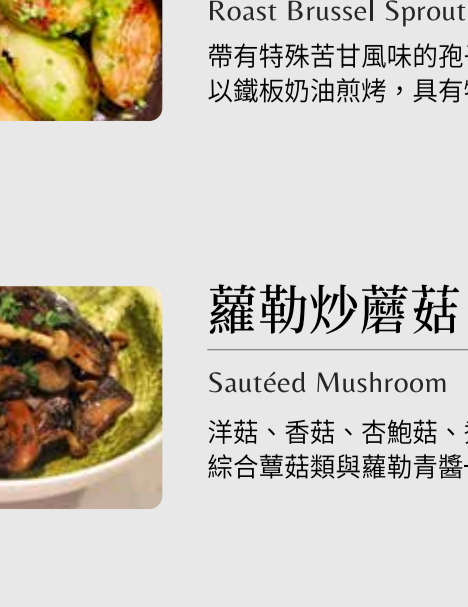 Roast Brussel Sprout
帶有特殊苦甘風味的孢
以鐵板奶油煎烤，具有
蘿勒炒蘑菇
Sautéed Mushroom
洋菇、香菇、杏鮑菇、
綜合蕈菇類與蘿勒青醬